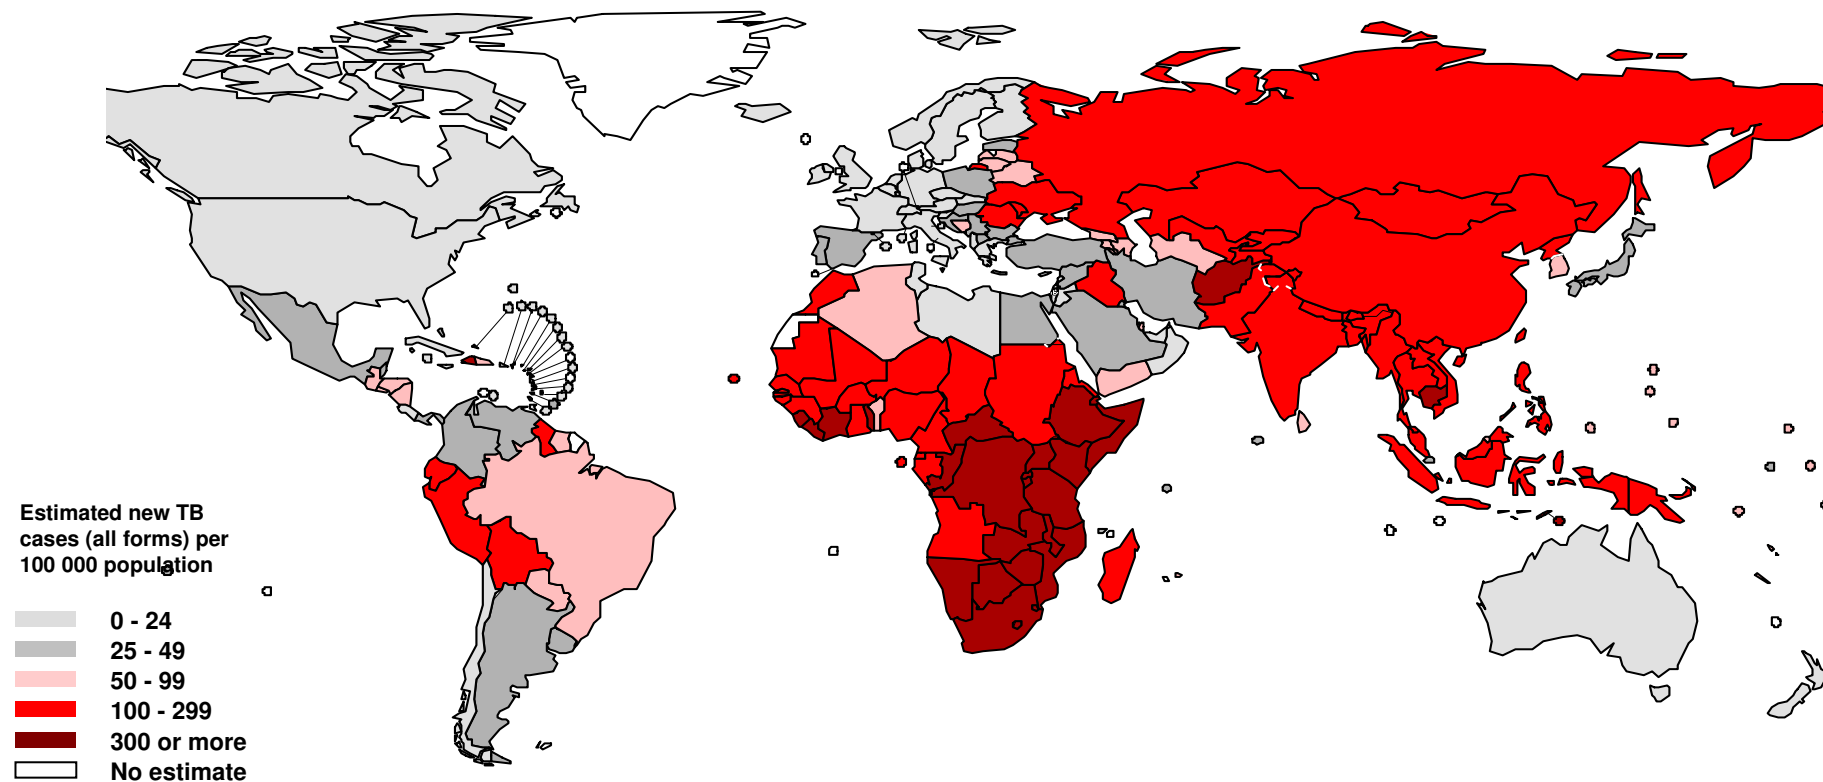 Estimated new TB
cases (all forms) per
100 000 population
0 - 24
25 - 49
50 - 99
100 - 299
300 or more
No estimate